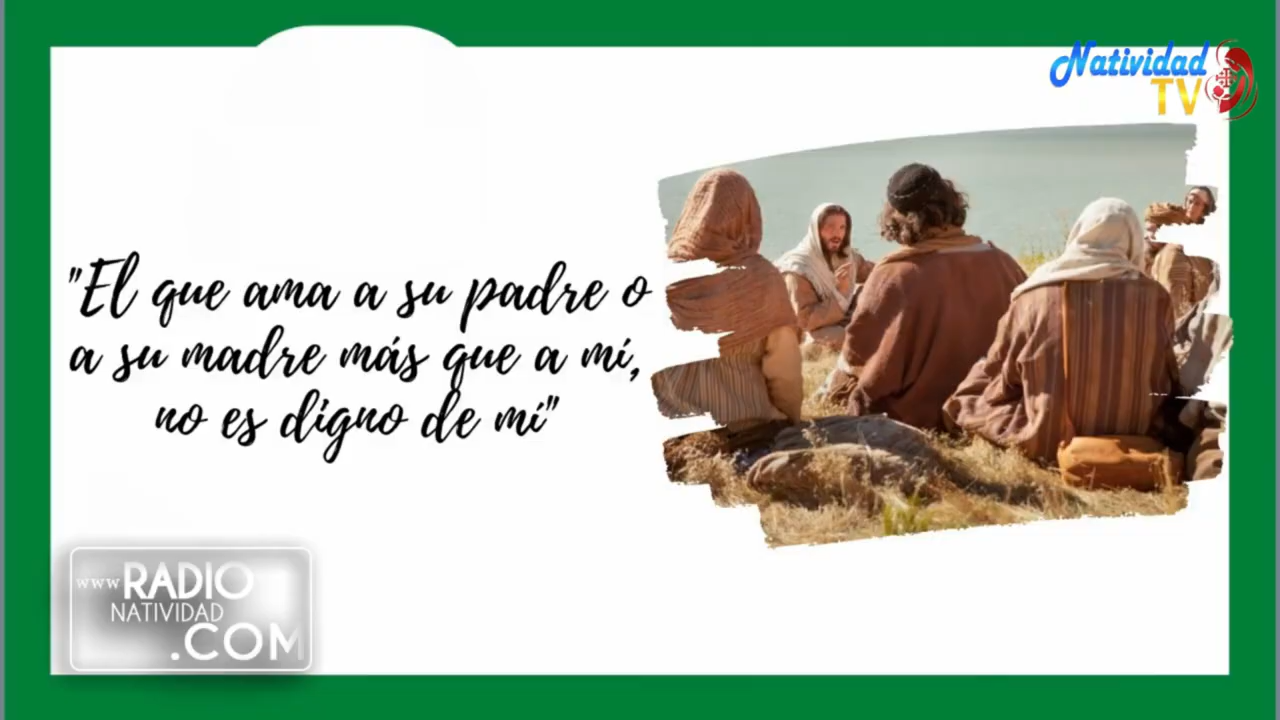 Natividad
TV
"El que ama a su padre o
a su madre más que a mí,
no es digno de mí"
www RADIO
NATIVIDAD
.COM